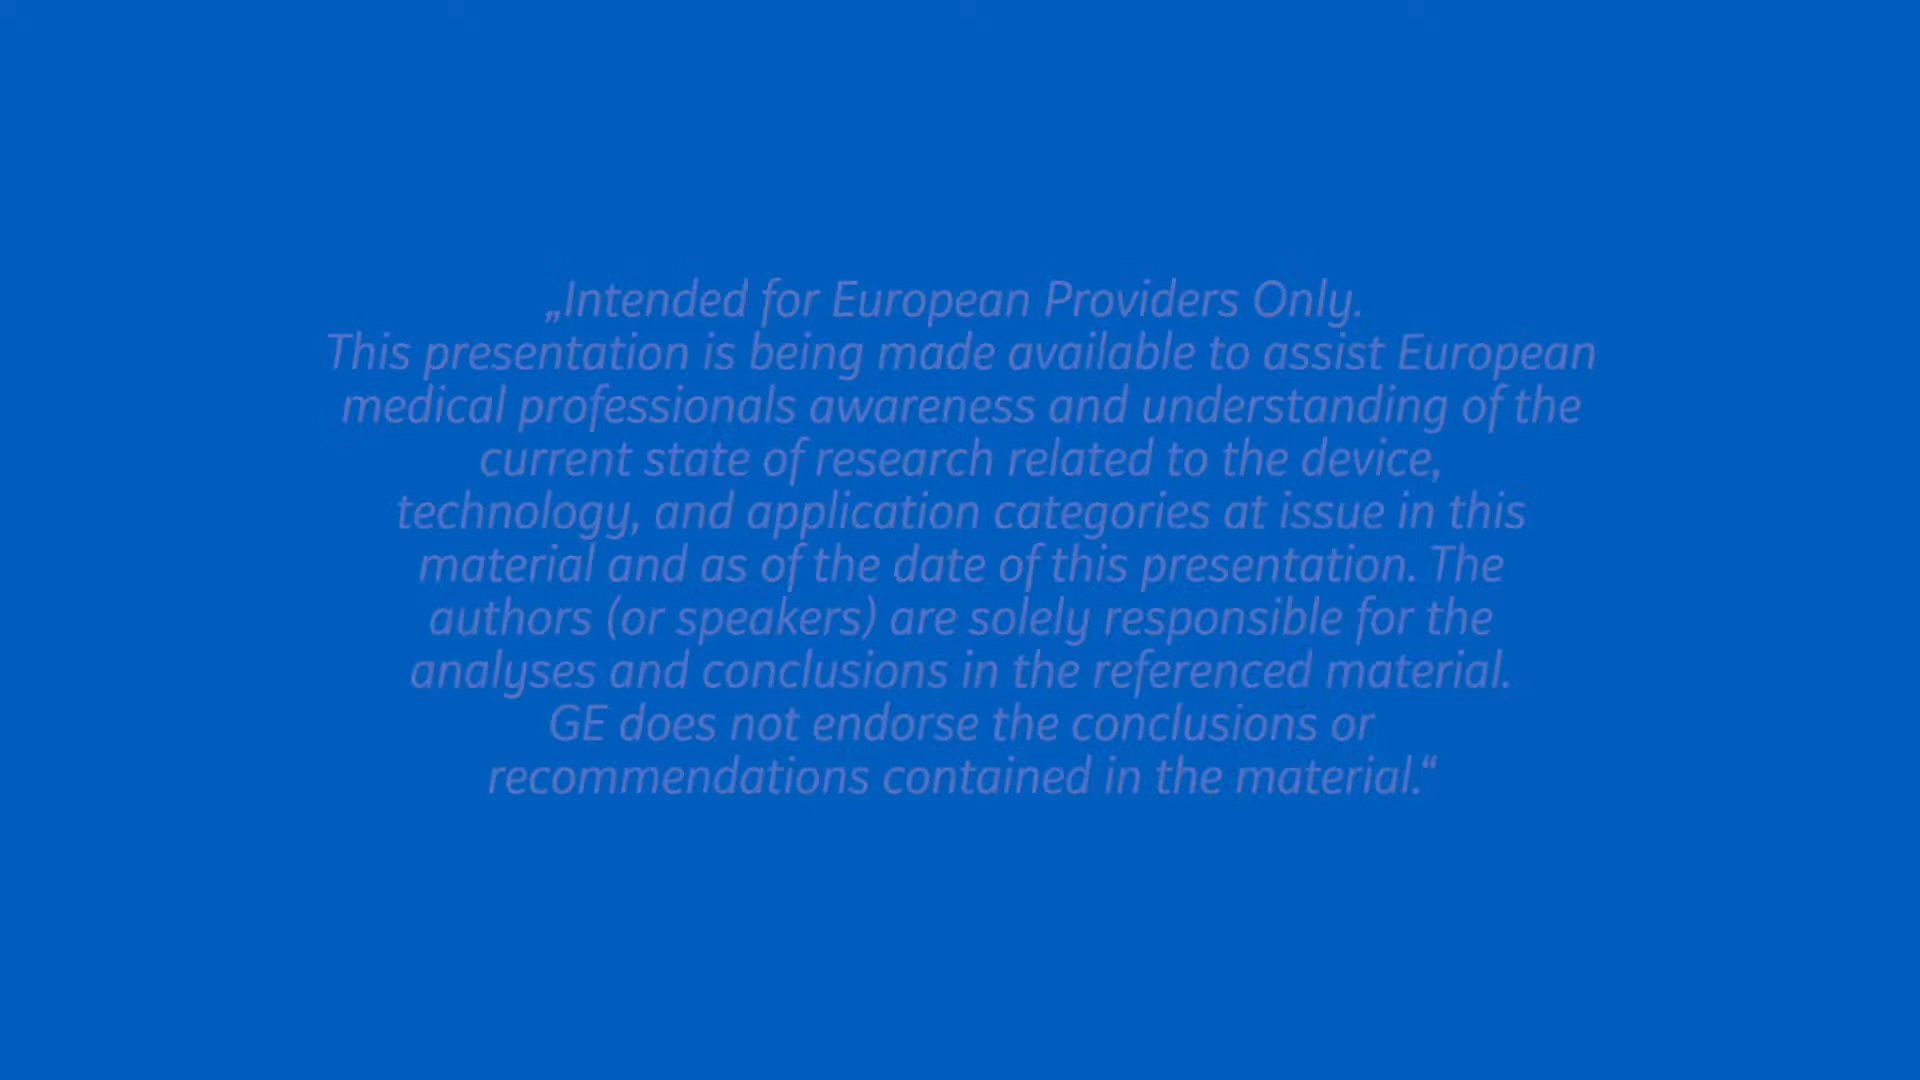 „Intended for European Providers Only.
This presentation is being made available to assist European
medical professionals awareness and understanding of the
current state of research related to the device,
technology, and application categories at issue in this
material and as of the date of this presentation. The
authors (or speakers) are solely responsible for the
analyses and conclusions in the referenced material.
GE does not endorse the conclusions or
recommendations contained in the material.“